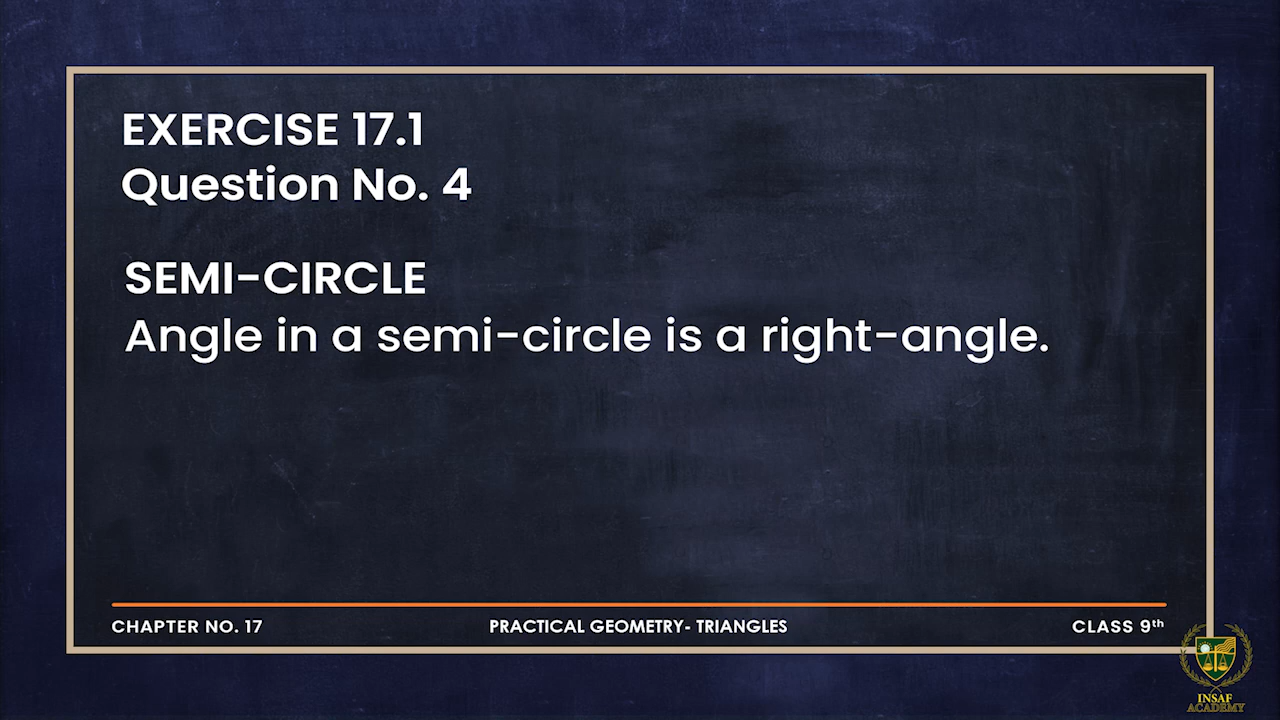 EXERCISE 17.1
Question No. 4
SEMI-CIRCLE
Angle in a semi-circle is a right-angle.
CHAPTER NO. 17
PRACTICAL GEOMETRY- TRIANGLES
CLASS 9th
INSAF
ACADEMY